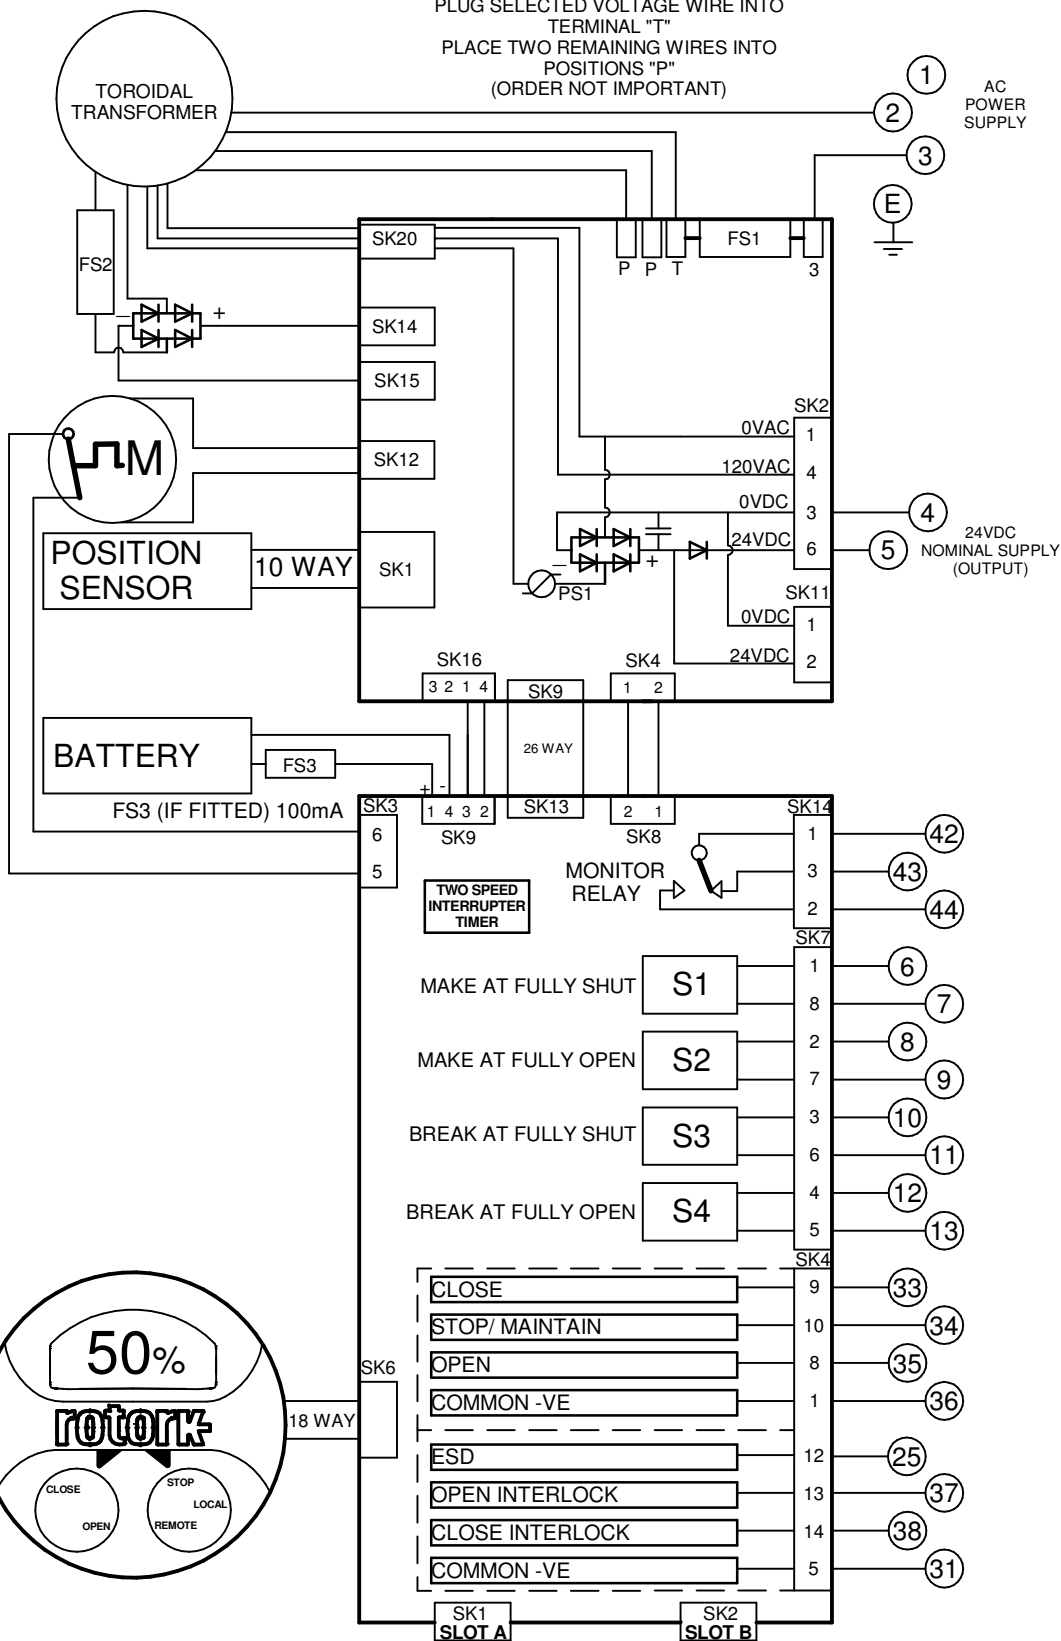 PLUG SELECTED VOLTAGE WIRE INTO
TERMINAL "T"
PLACE TWO REMAINING WIRES INTO
POSITIONS "P"
(ORDER NOT IMPORTANT)
TOROIDAL
TRANSFORMER
1
2
3
AC
POWER
SUPPLY
E
FS2
SK20
P P T
FS1
3
- +
SK14
SK15
M
SK12
SK2
0VAC 1
120VAC 4
0VDC 3
24VDC 6
4
5
24VDC
NOMINAL SUPPLY
(OUTPUT)
POSITION
SENSOR
10 WAY
SK1
- +
PS1
SK11
0VDC 1
24VDC 2
SK16
3 2 1 4
SK9
SK4
1 2
BATTERY
FS3
26 WAY
FS3 (IF FITTED) 100mA
+ -
SK3
6
5
1 4 3 2
SK9
SK13
2 1
SK8
TWO SPEED
INTERRUPTER
TIMER
MONITOR
RELAY
SK14
1 42
3 43
2 44
SK7
MAKE AT FULLY SHUT S1
1 6
8 7
MAKE AT FULLY OPEN S2
2 8
7 9
BREAK AT FULLY SHUT S3
3 10
6 11
BREAK AT FULLY OPEN S4
4 12
5 13
SK4
CLOSE 9 33
STOP/ MAINTAIN 10 34
OPEN 8 35
COMMON -VE 1 36
ESD 12 25
OPEN INTERLOCK 13 37
CLOSE INTERLOCK 14 38
COMMON -VE 5 31
50%
rotork
CLOSE
OPEN
STOP
LOCAL
REMOTE
18 WAY
SK6
SK1
SLOT A
SK2
SLOT B